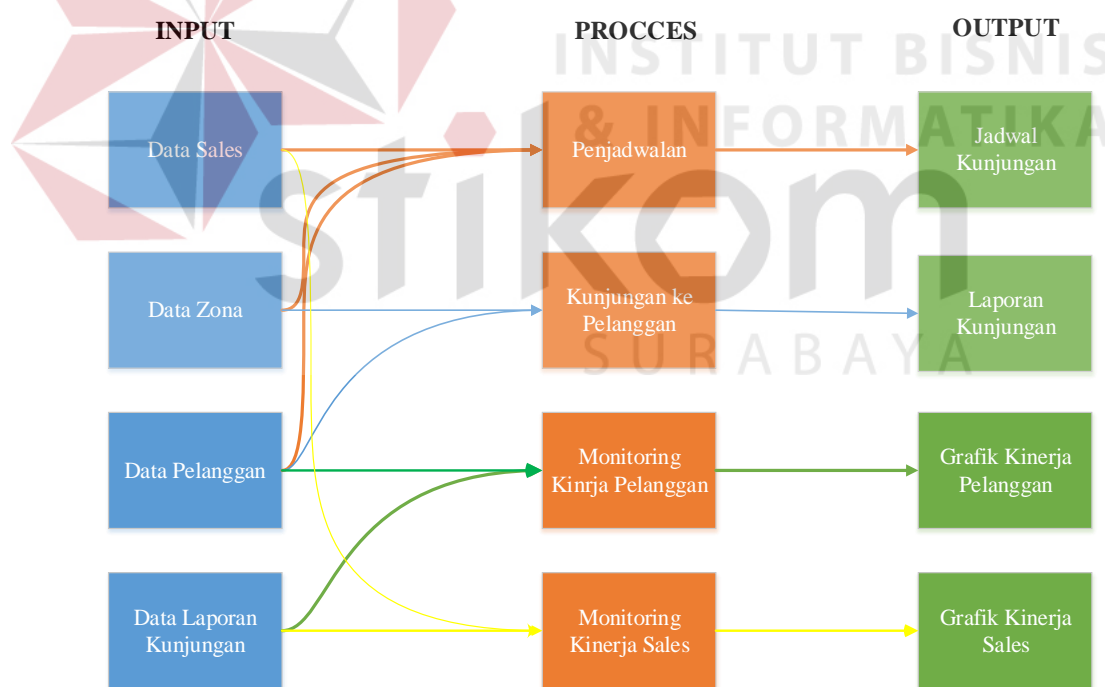 INPUT
PROCCES
OUTPUT
INSTITUT BISNIS
& INFORMATIKA
stikom
SURABAYA
Data Sales
Penjadwalan
Jadwal
Kunjungan
Data Zona
Kunjungan ke
Pelanggan
Laporan
Kunjungan
Data Pelanggan
Monitoring
Kinrja Pelanggan
Grafik Kinerja
Pelanggan
Data Laporan
Kunjungan
Monitoring
Kinerja Sales
Grafik Kinerja
Sales